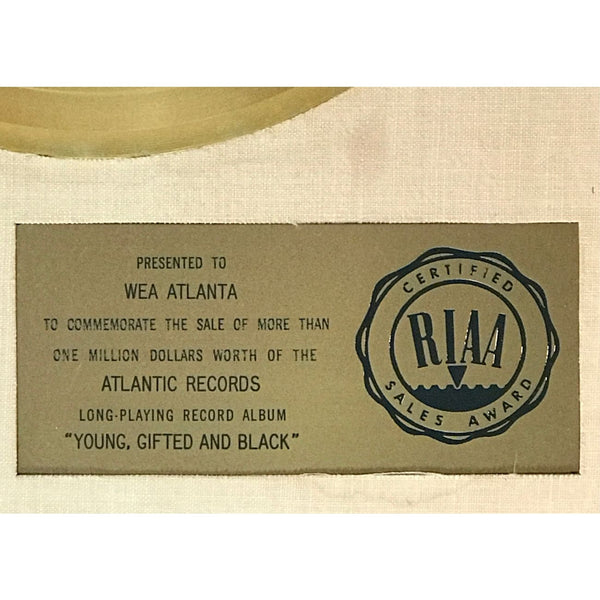 PRESENTED TO
WEA ATLANTA
TO COMMEMORATE THE SALE OF MORE THAN
ONE MILLION DOLLARS WORTH OF THE
ATLANTIC RECORDS
LONG-PLAYING RECORD ALBUM
"YOUNG, GIFTED AND BLACK"
CERTIFIED
RIAA
SALES AWARD